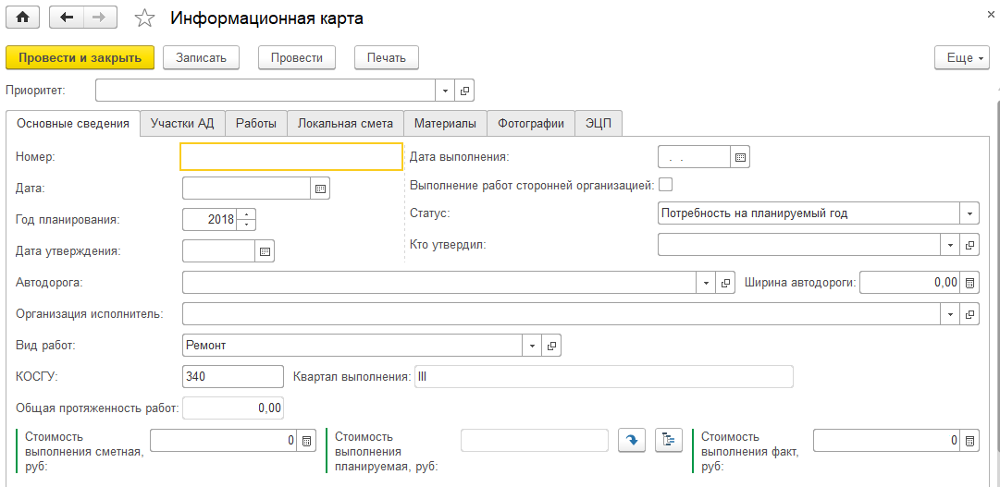 Информационная карта
Провести и закрыть Записать Провести Печать Еще
Приоритет:
Основные сведения Участки АД Работы Локальная смета Материалы Фотографии ЭЦП
Номер: Дата выполнения: . .
Дата: Выполнение работ сторонней организацией:
Год планирования: 2018 Статус: Потребность на планируемый год
Дата утверждения: Кто утвердил:
Автодорога: Ширина автодороги: 0,00
Организация исполнитель:
Вид работ: Ремонт
КОСГУ: 340 Квартал выполнения: III
Общая протяженность работ: 0,00
Стоимость 0 Стоимость Стоимость 0
выполнения сметная, выполнения выполнения факт,
руб: планируемая, руб: руб: